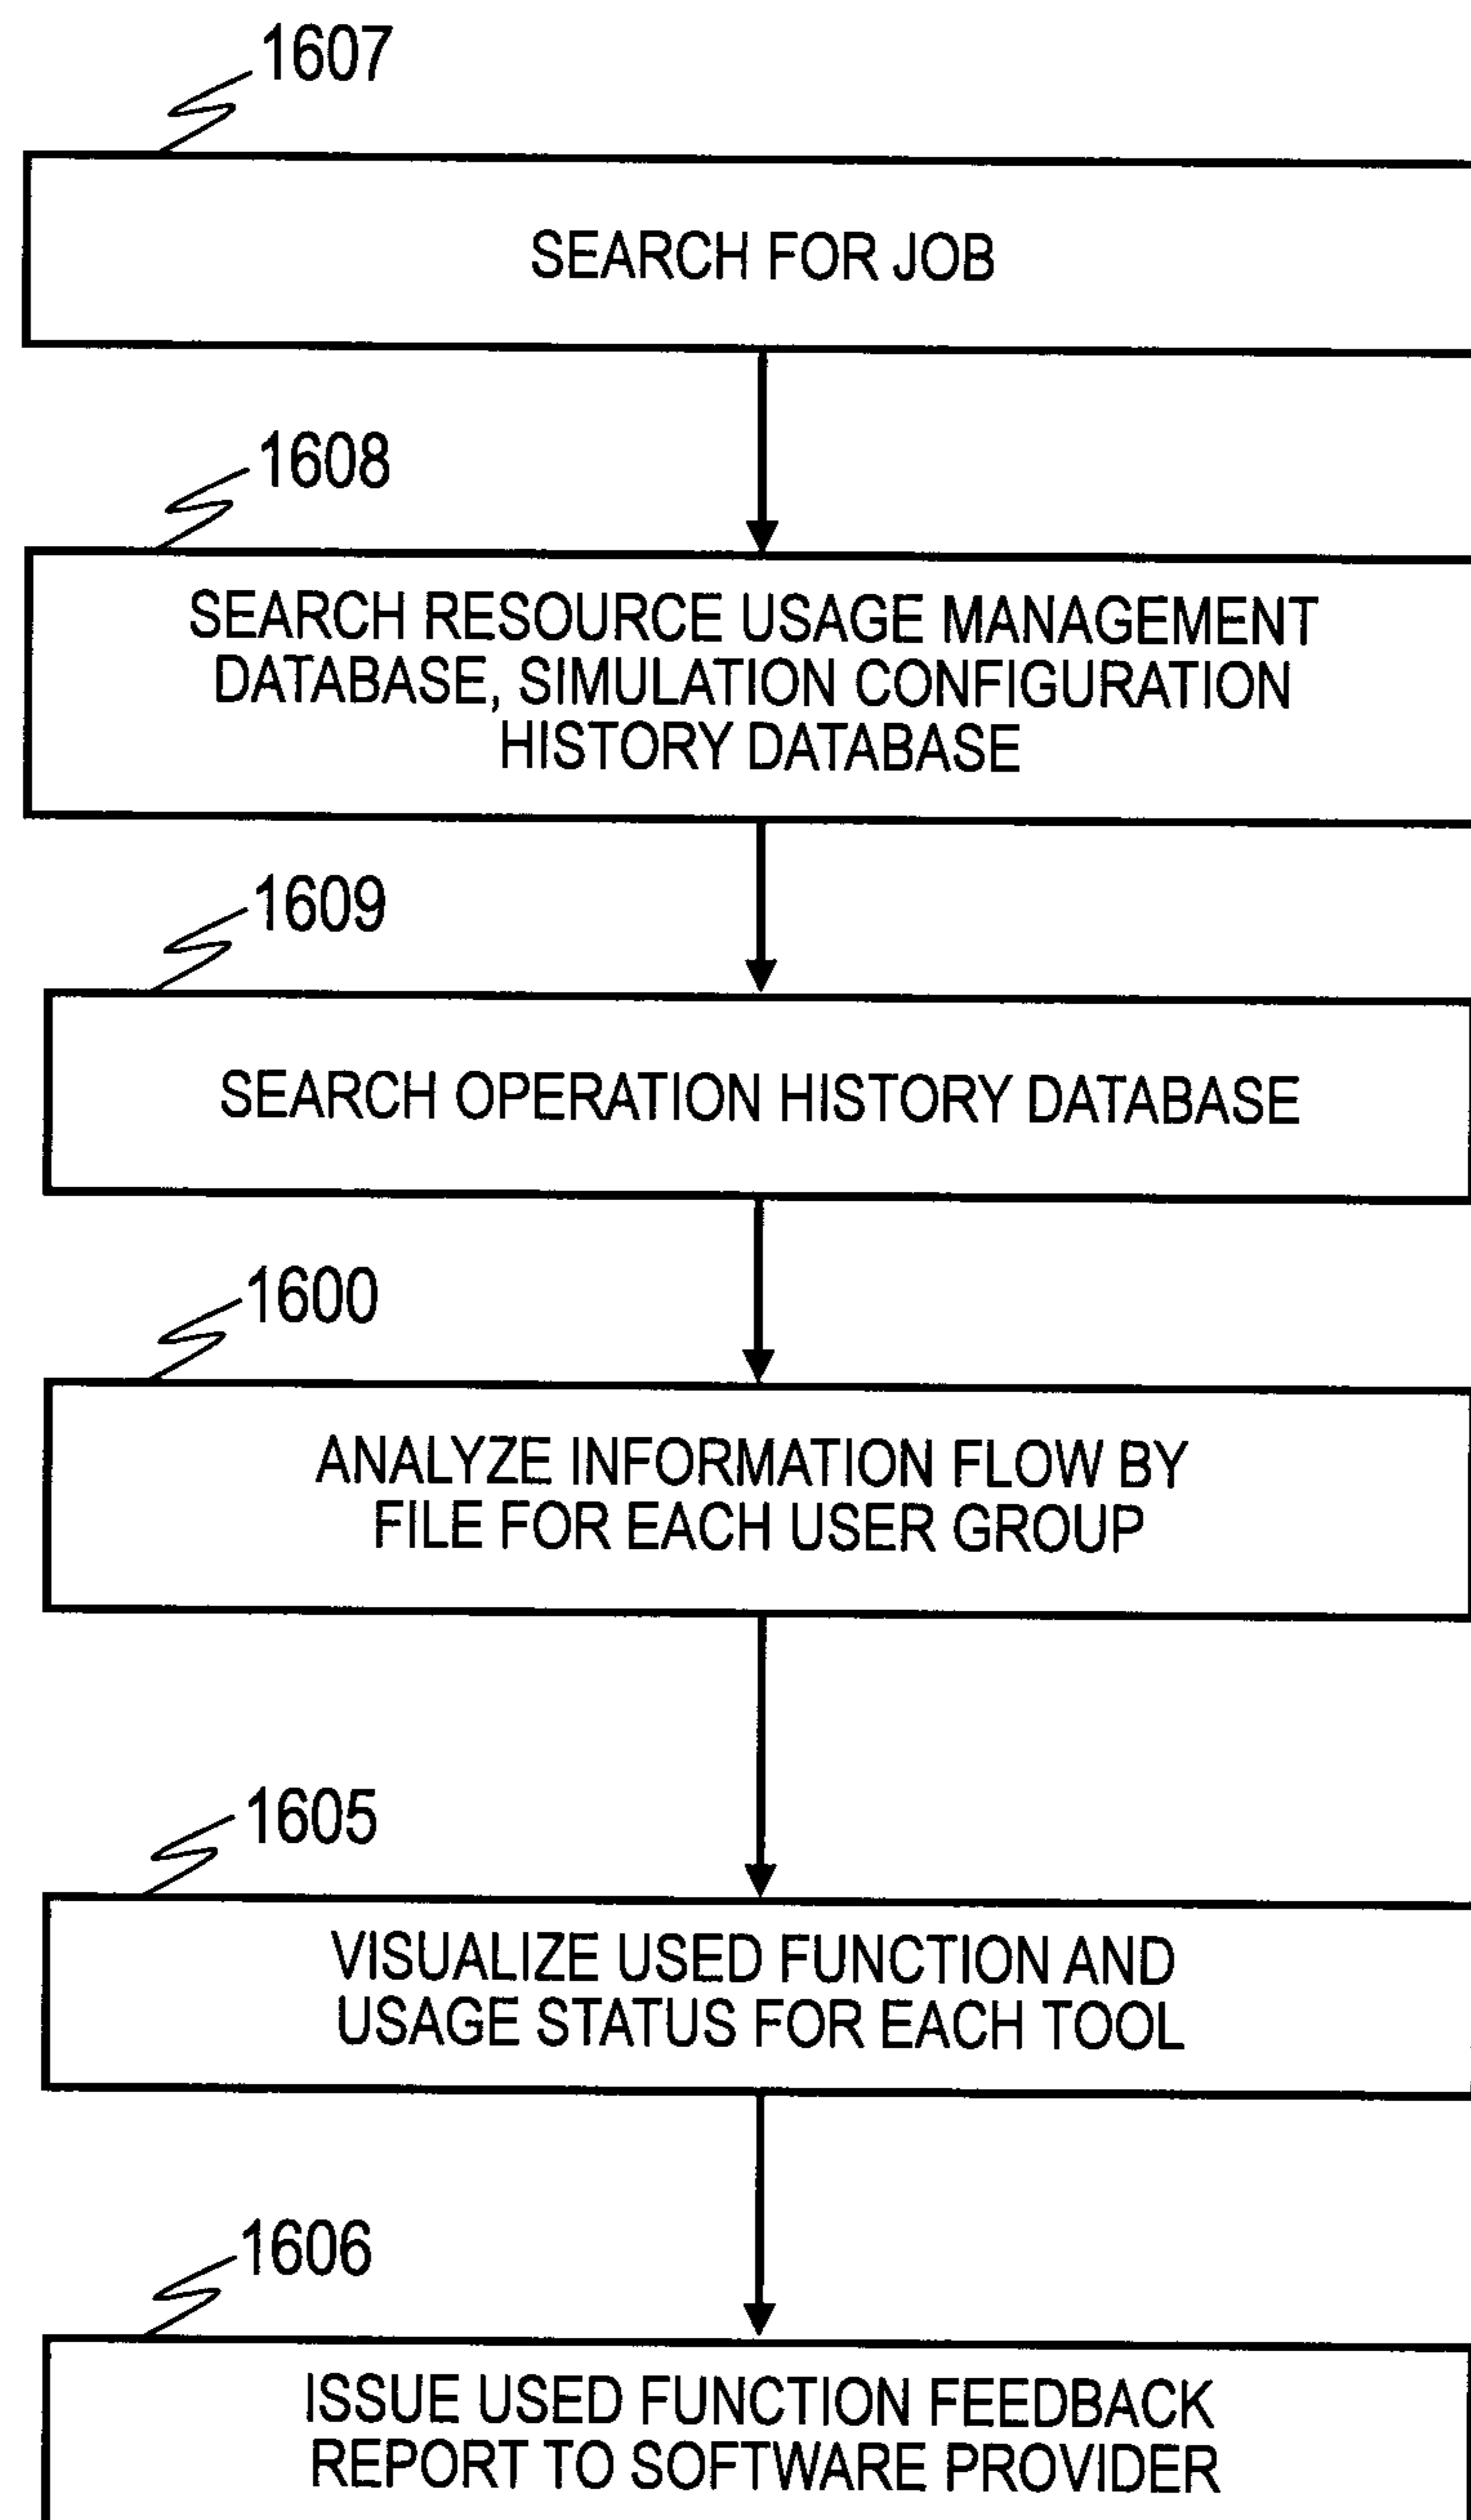 1607
SEARCH FOR JOB
1608
SEARCH RESOURCE USAGE MANAGEMENT
DATABASE, SIMULATION CONFIGURATION
HISTORY DATABASE
1609
SEARCH OPERATION HISTORY DATABASE
1600
ANALYZE INFORMATION FLOW BY
FILE FOR EACH USER GROUP
1605
VISUALIZE USED FUNCTION AND
USAGE STATUS FOR EACH TOOL
1606
ISSUE USED FUNCTION FEEDBACK
REPORT TO SOFTWARE PROVIDER